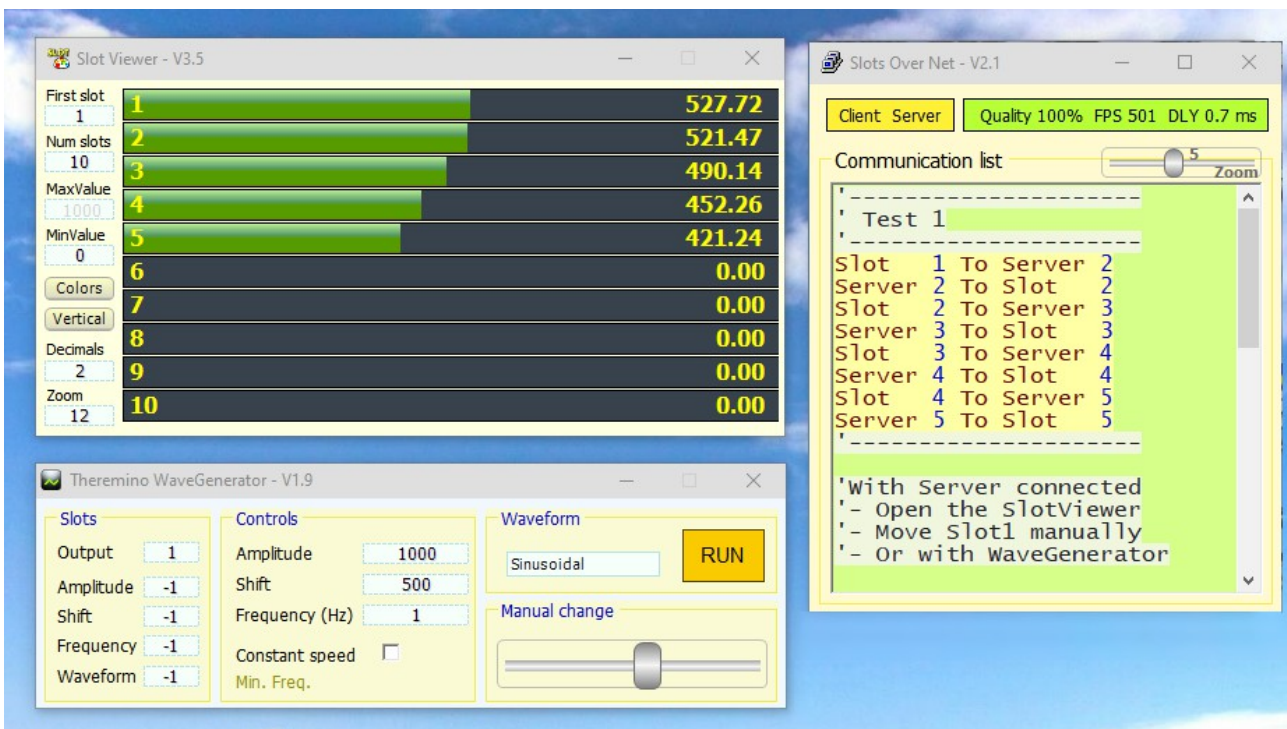 Slot Viewer - V3.5
First slot
1
Num slots
10
MaxValue
1000
MinValue
0
Colors
Vertical
Decimals
2
Zoom
12
1 527.72
2 521.47
3 490.14
4 452.26
5 421.24
6 0.00
7 0.00
8 0.00
9 0.00
10 0.00
Theremino WaveGenerator - V1.9
Slots
Output 1
Amplitude -1
Shift -1
Frequency -1
Waveform -1
Controls
Amplitude 1000
Shift 500
Frequency (Hz) 1
Constant speed
Min. Freq.
Waveform
Sinusoidal
RUN
Manual change
Slots Over Net - V2.1
Client Server
Quality 100% FPS 501 DLY 0.7 ms
Communication list
5
Zoom
'----------------------
' Test 1
'----------------------
Slot 1 To Server 2
Server 2 To Slot 2
Slot 2 To Server 3
Server 3 To Slot 3
Slot 3 To Server 4
Server 4 To Slot 4
Slot 4 To Server 5
Server 5 To Slot 5
'----------------------
'With Server connected
'- Open the SlotViewer
'- Move Slot1 manually
'- Or with WaveGenerator